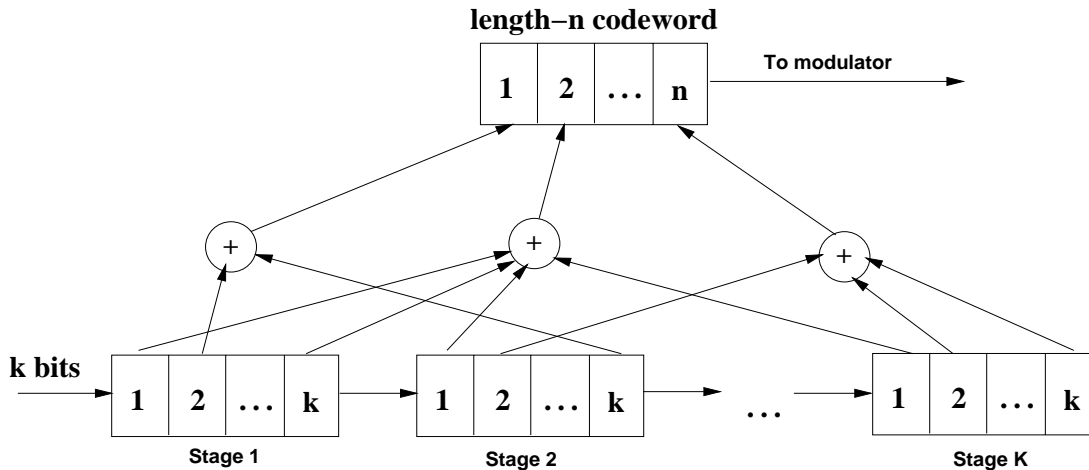 length−n codeword
1 2 ... n
To modulator
+ + +
k bits
1 2 ... k 1 2 ... k ... 1 2 ... k
Stage 1 Stage 2 Stage K